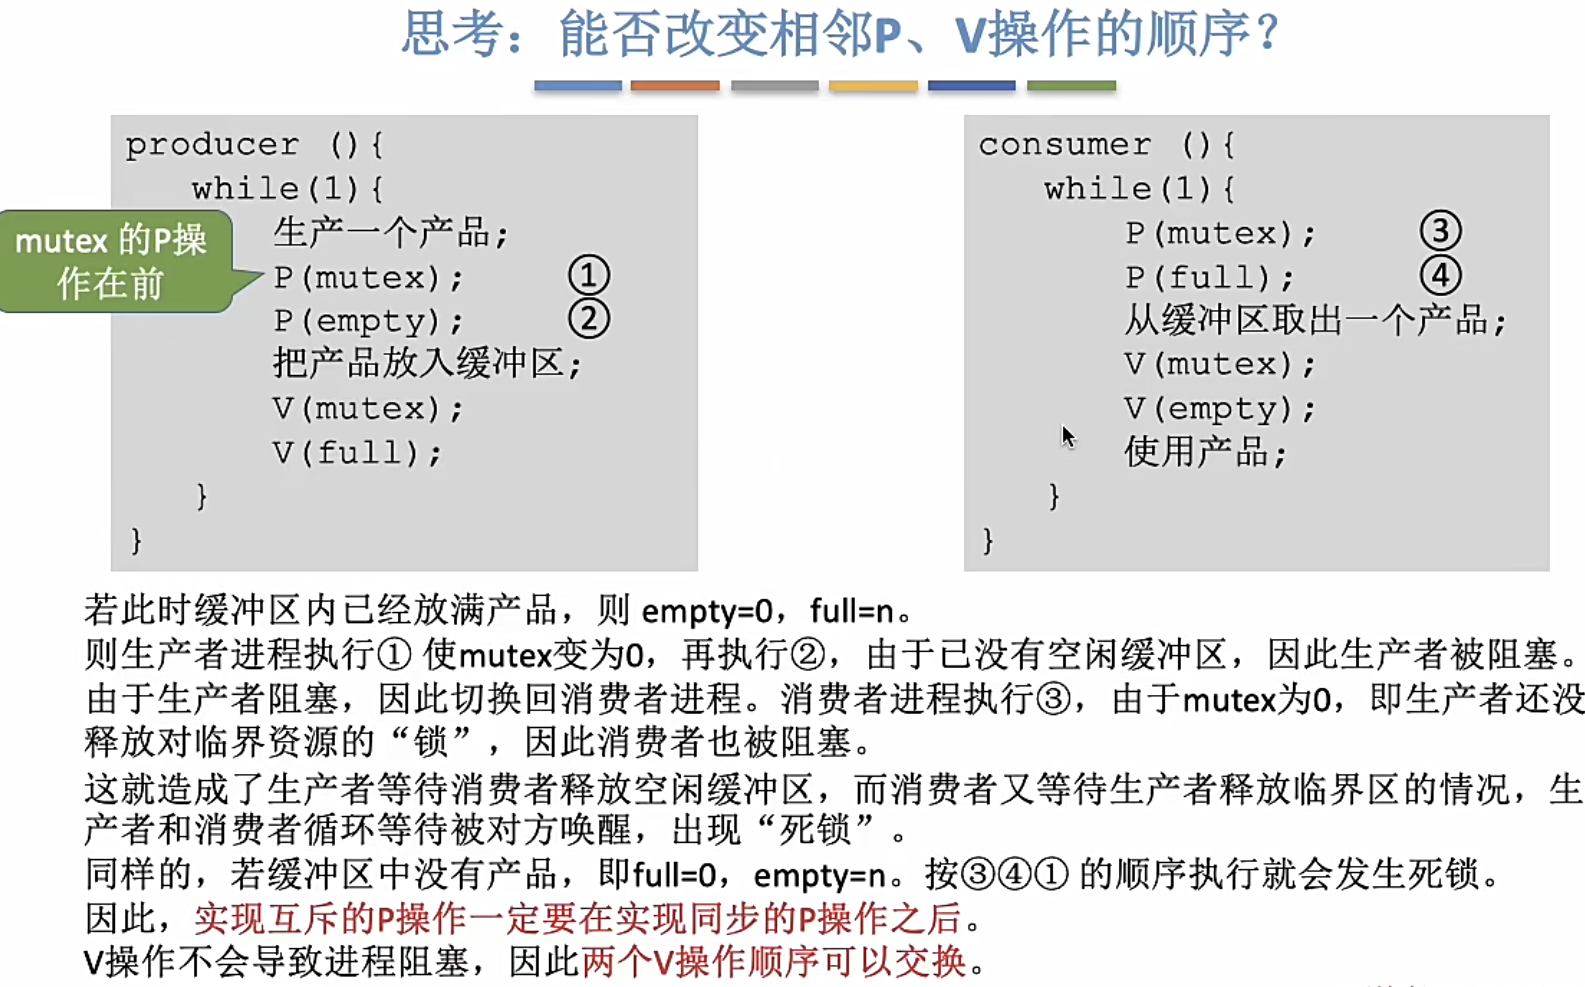 思考：能否改变相邻P、V操作的顺序？
producer (){
while(1){
生产一个产品;
P(mutex); ①
P(empty); ②
把产品放入缓冲区;
V(mutex);
V(full);
}
}
mutex 的P操
作在前
consumer (){
while(1){
P(mutex); ③
P(full); ④
从缓冲区取出一个产品;
V(mutex);
V(empty);
使用产品;
}
}
若此时缓冲区内已经放满产品，则 empty=0，full=n。
则生产者进程执行① 使mutex变为0，再执行②，由于已没有空闲缓冲区，因此生产者被阻塞。
由于生产者阻塞，因此切换回消费者进程。消费者进程执行③，由于mutex为0，即生产者还没
释放对临界资源的“锁”，因此消费者也被阻塞。
这就造成了生产者等待消费者释放空闲缓冲区，而消费者又等待生产者释放临界区的情况，生
产者和消费者循环等待被对方唤醒，出现“死锁”。
同样的，若缓冲区中没有产品，即full=0，empty=n。按③④① 的顺序执行就会发生死锁。
因此，实现互斥的P操作一定要在实现同步的P操作之后。
V操作不会导致进程阻塞，因此两个V操作顺序可以交换。